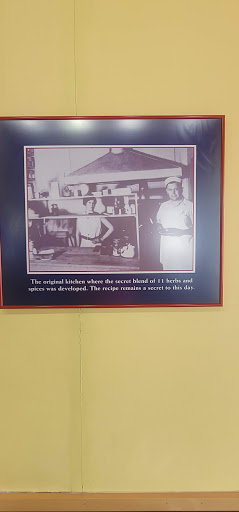 The original kitchen where the secret blend of 11 herbs and
spices was developed. The recipe remains a secret to this day.